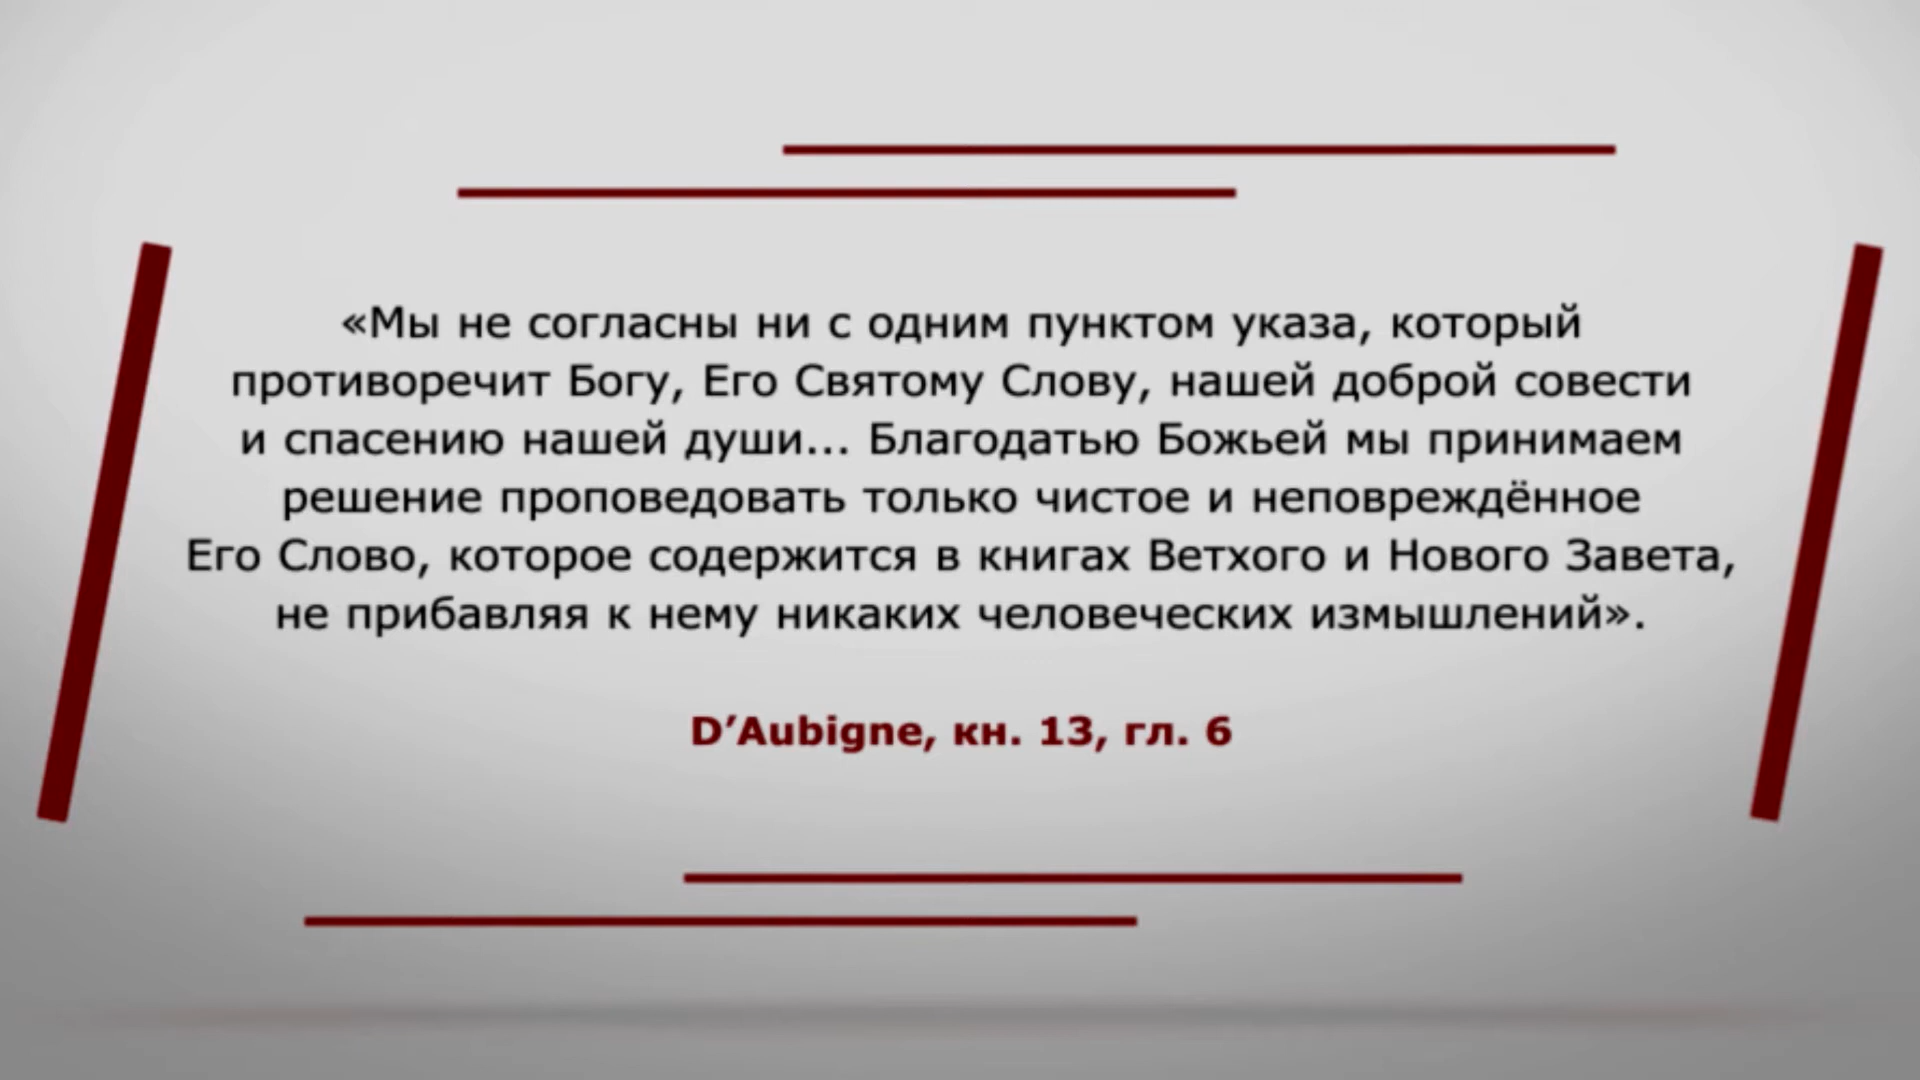 «Мы не согласны ни с одним пунктом указа, который
противоречит Богу, Его Святому Слову, нашей доброй совести
и спасению нашей души... Благодатью Божьей мы принимаем
решение проповедовать только чистое и неповреждённое
Его Слово, которое содержится в книгах Ветхого и Нового Завета,
не прибавляя к нему никаких человеческих измышлений».
D’Aubigne, кн. 13, гл. 6